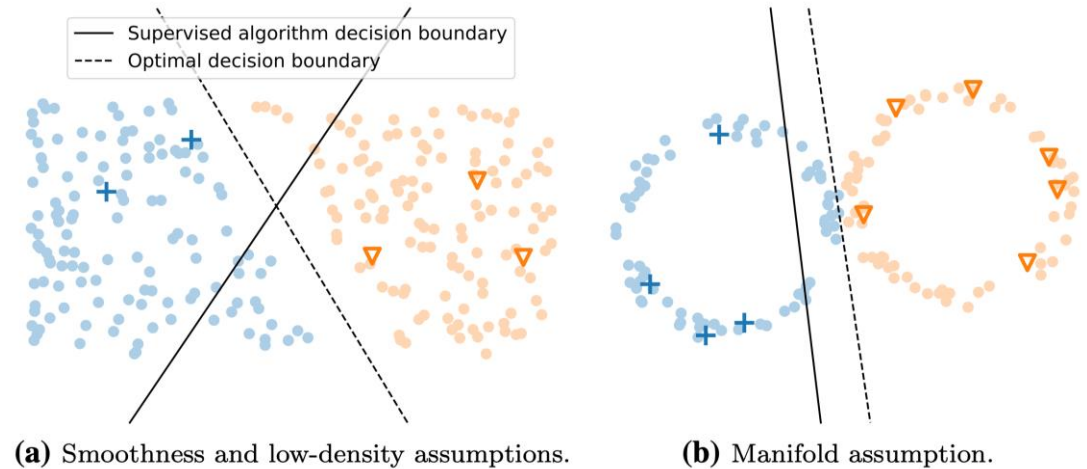 Supervised algorithm decision boundary
Optimal decision boundary
(a) Smoothness and low-density assumptions.
(b) Manifold assumption.